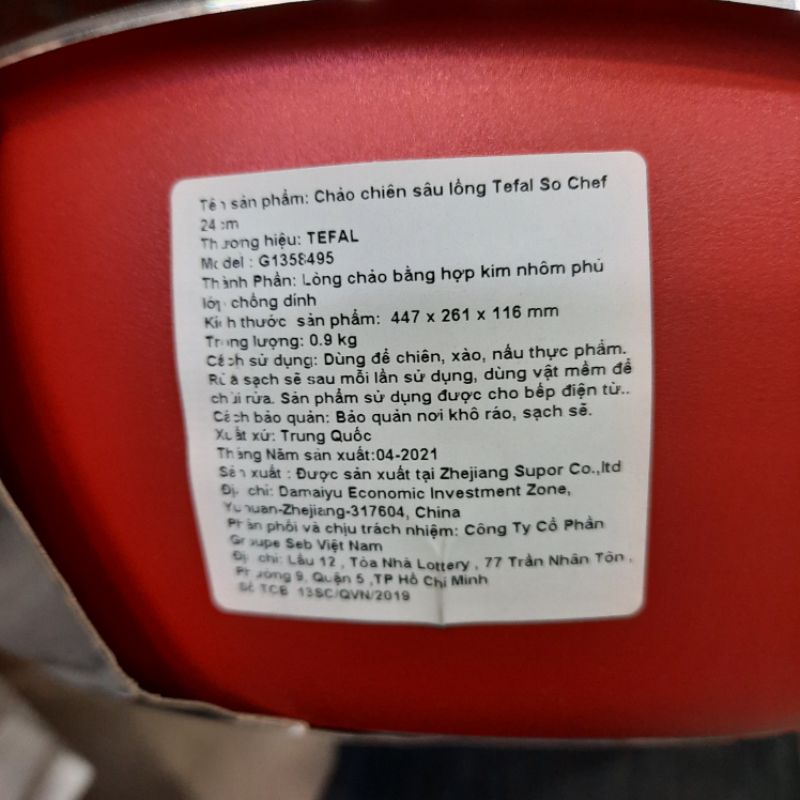 Tên sản phẩm: Chảo chiên sâu lồng Tefal So Chef
24 cm
Thương hiệu: TEFAL
Model : G1358495
Thành Phần: Lòng chảo bằng hợp kim nhôm phủ
lớp chống dính
Kích thước sản phẩm: 447 x 261 x 116 mm
Trọng lượng: 0.9 kg
Cách sử dụng: Dùng để chiên, xào, nấu thực phẩm.
Rửa sạch sẽ sau mỗi lần sử dụng, dùng vật mềm để
chùi rửa. Sản phẩm sử dụng được cho bếp điện từ..
Cách bảo quản: Bảo quản nơi khô ráo, sạch sẽ.
Xuất xứ: Trung Quốc
Tháng Năm sản xuất:04-2021
Sản xuất : Được sản xuất tại Zhejiang Supor Co.,ltd
Địa chỉ: Damaiyu Economic Investment Zone,
Yuhuan-Zhejiang-317604, China
Phân phối và chịu trách nhiệm: Công Ty Cổ Phần
Groupe Seb Việt Nam
Địa chỉ: Lầu 12 , Tòa Nhà Lottery , 77 Trần Nhân Tôn ,
Phường 9, Quận 5 ,TP Hồ Chí Minh
Số TCB 13SC/QVN/2019